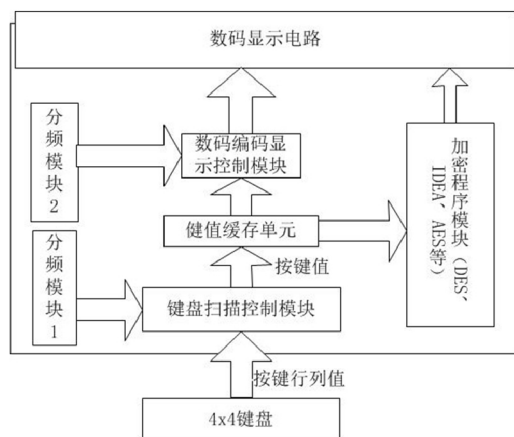 数码显示电路
分频模块2
数码编码显
示控制模块
加密程序模块（DES、
IDEA、AES等）
健值缓存单元
分频模块1
按键值
键盘扫描控制模块
按键行列值
4x4键盘